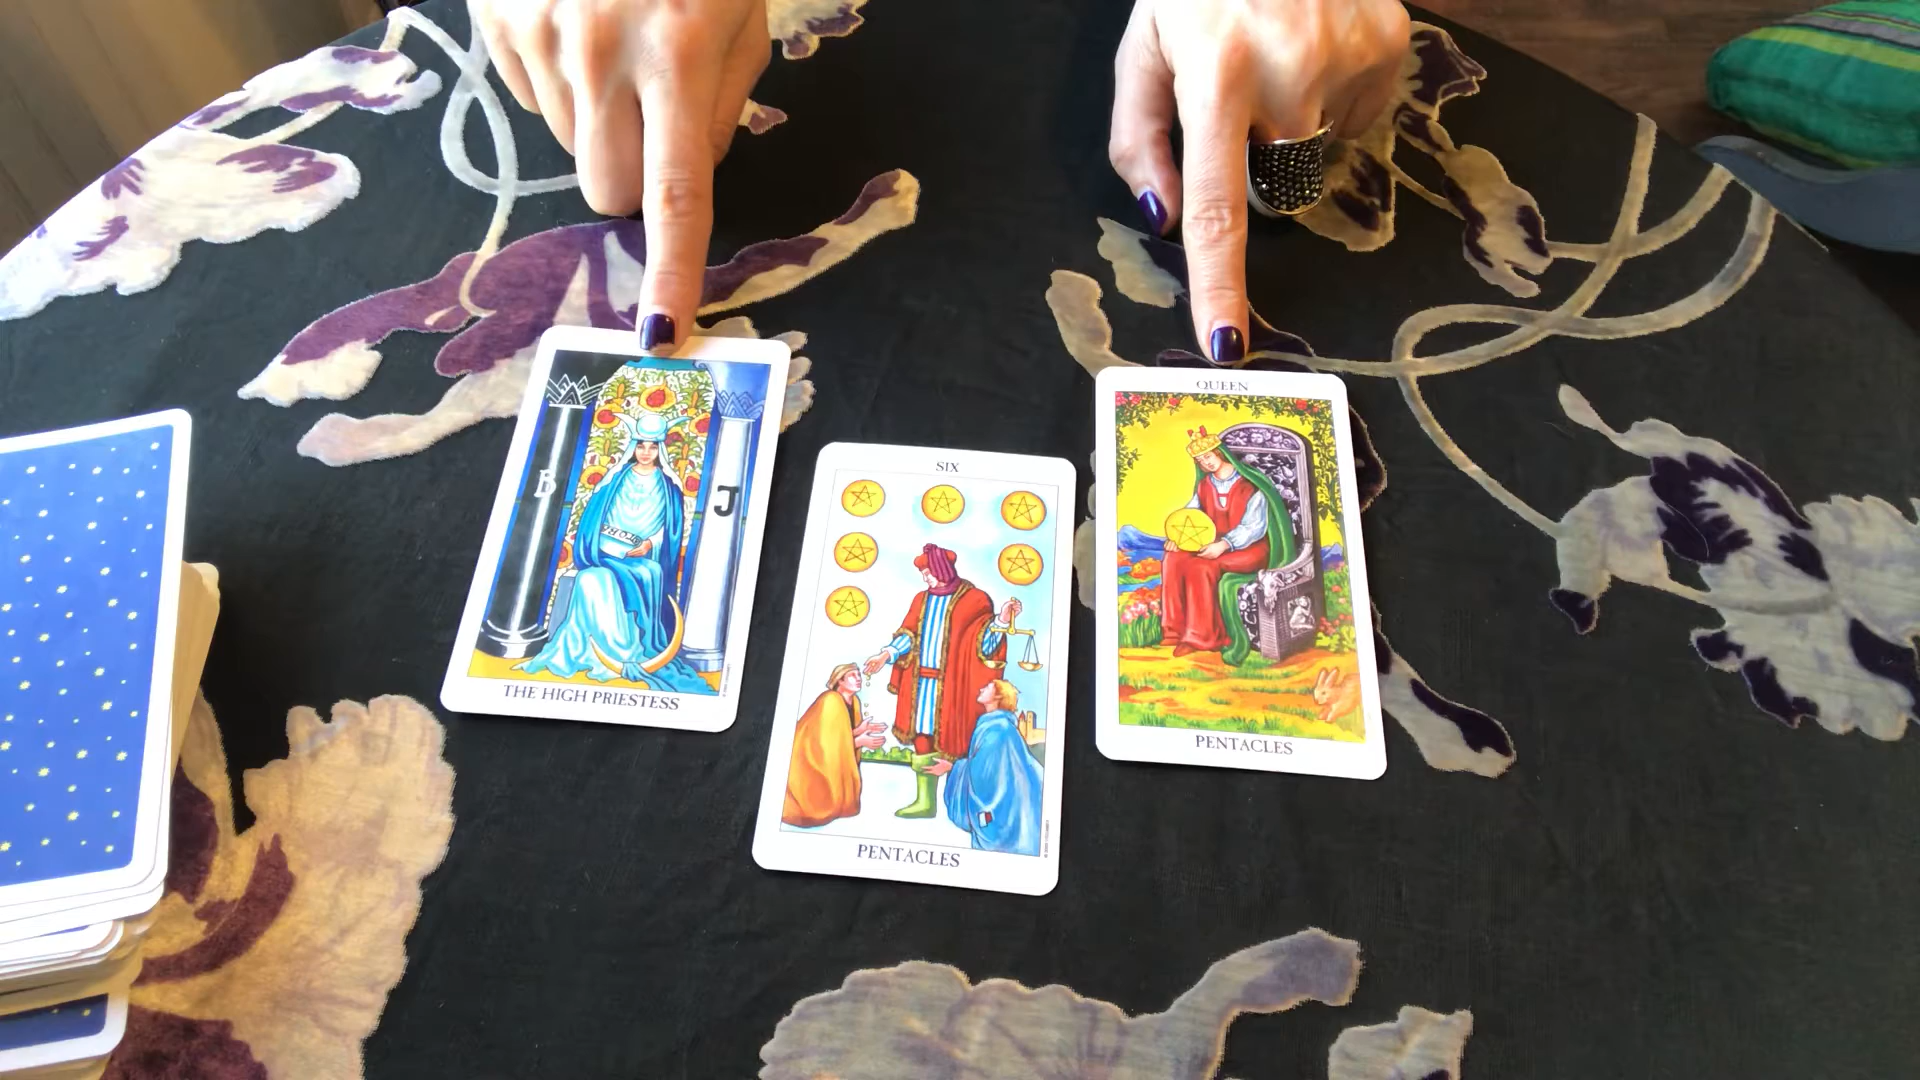 B
J
THE HIGH PRIESTESS
SIX
PENTACLES
QUEEN
PENTACLES